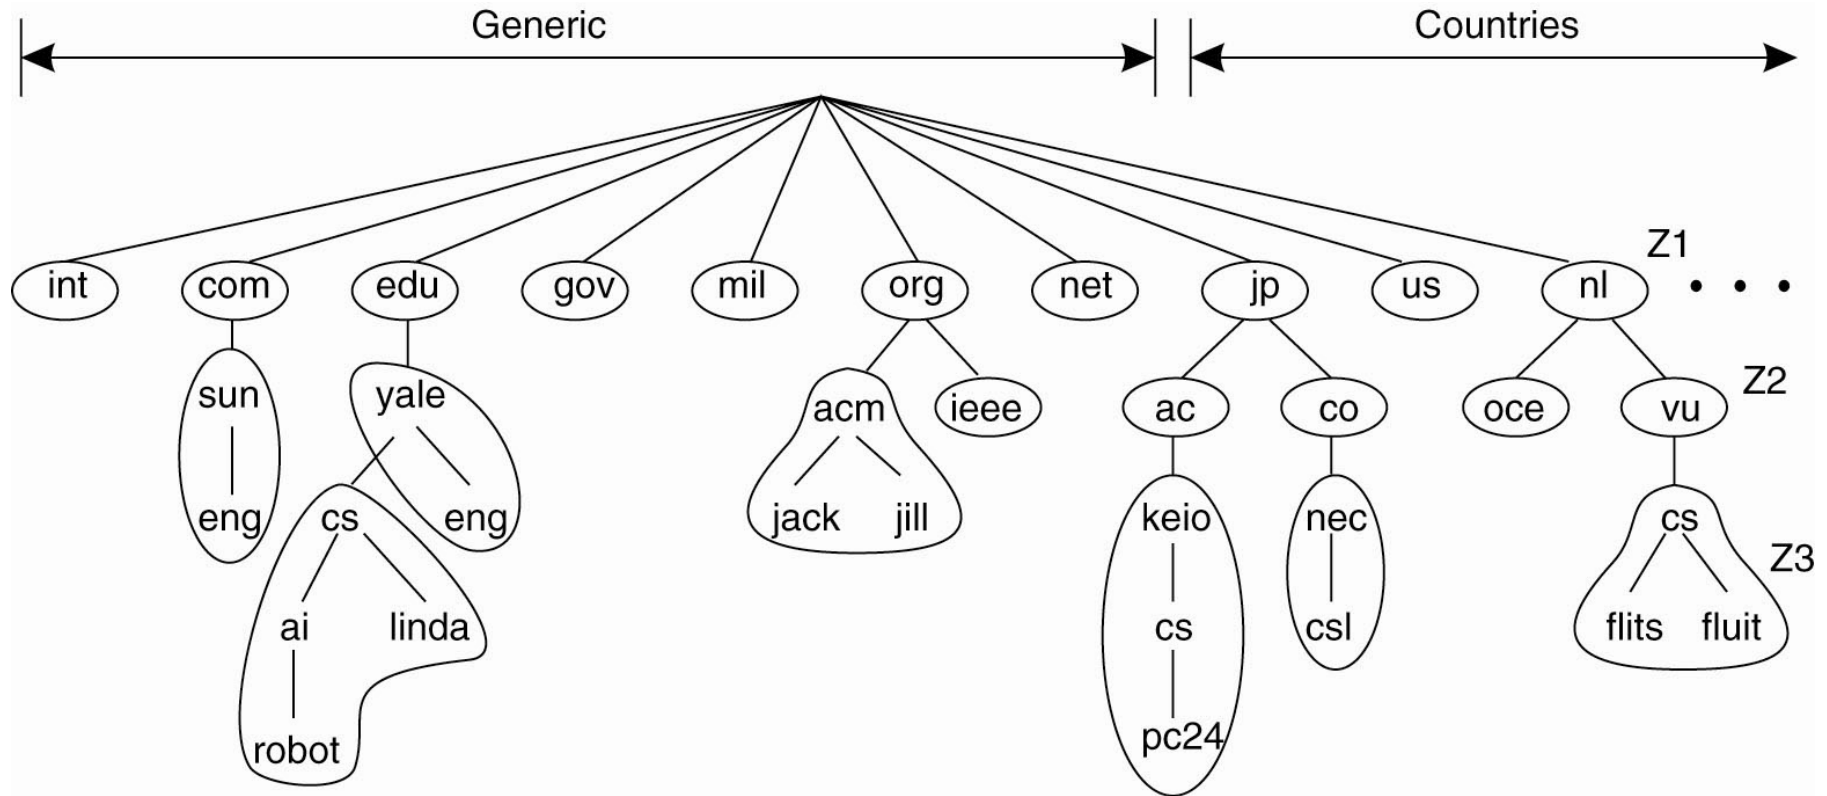 Generic Countries
Z1
int com edu gov mil org net jp us nl • • •
Z2
sun yale acm ieee ac co oce vu
eng cs eng jack jill keio nec cs
Z3
ai linda cs csl flits fluit
robot pc24